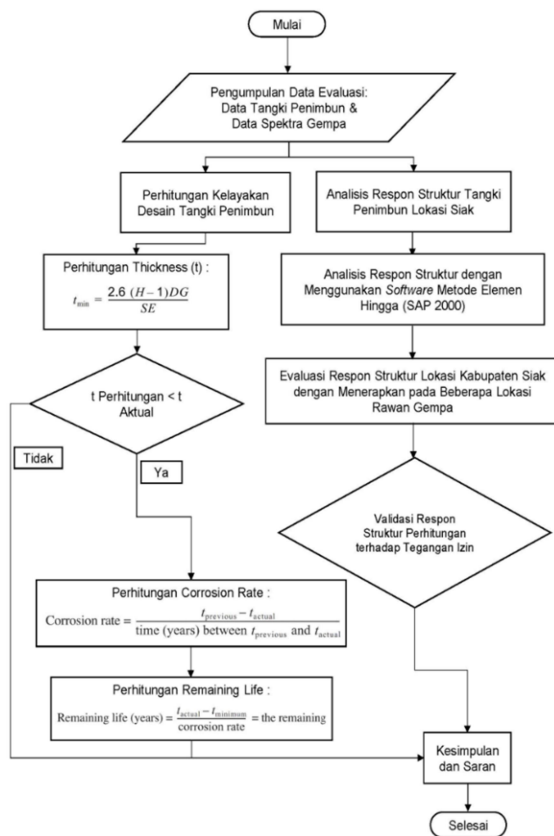 Mulai
Pengumpulan Data Evaluasi:
Data Tangki Penimbun &
Data Spektra Gempa
Perhitungan Kelayakan
Desain Tangki Penimbun
Analisis Respon Struktur Tangki
Penimbun Lokasi Siak
Perhitungan Thickness (t) :
t_min = 2.6 (H – 1)DG / SE
Analisis Respon Struktur dengan
Menggunakan Software Metode Elemen
Hingga (SAP 2000)
t Perhitungan < t
Aktual
Evaluasi Respon Struktur Lokasi Kabupaten Siak
dengan Menerapkan pada Beberapa Lokasi
Rawan Gempa
Tidak
Ya
Validasi Respon
Struktur Perhitungan
terhadap Tegangan Izin
Perhitungan Corrosion Rate :
Corrosion rate = t_previous – t_actual / time (years) between t_previous and t_actual
Perhitungan Remaining Life :
Remaining life (years) = t_actual – t_minimum / corrosion rate = the remaining
Kesimpulan
dan Saran
Selesai